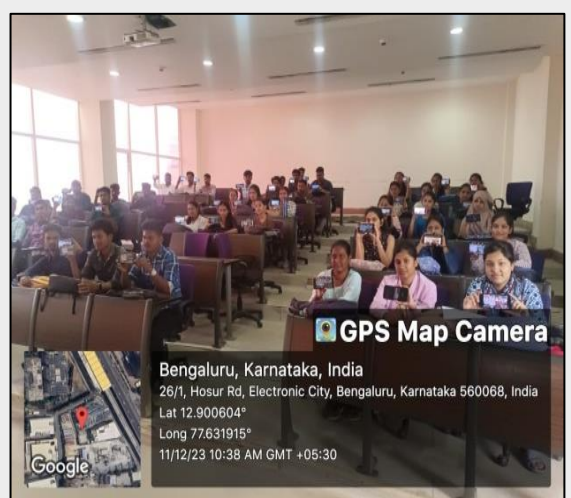 GPS Map Camera
Bengaluru, Karnataka, India
26/1, Hosur Rd, Electronic City, Bengaluru, Karnataka 560068, India
Lat 12.900604°
Long 77.631915°
11/12/23 10:38 AM GMT +05:30
Google